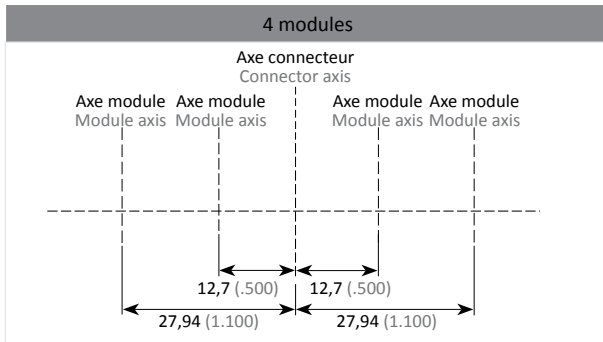 4 modules
Axe connecteur
Connector axis
Axe module Axe module Axe module Axe module
Module axis Module axis Module axis Module axis
12,7 (.500) 12,7 (.500)
27,94 (1.100) 27,94 (1.100)